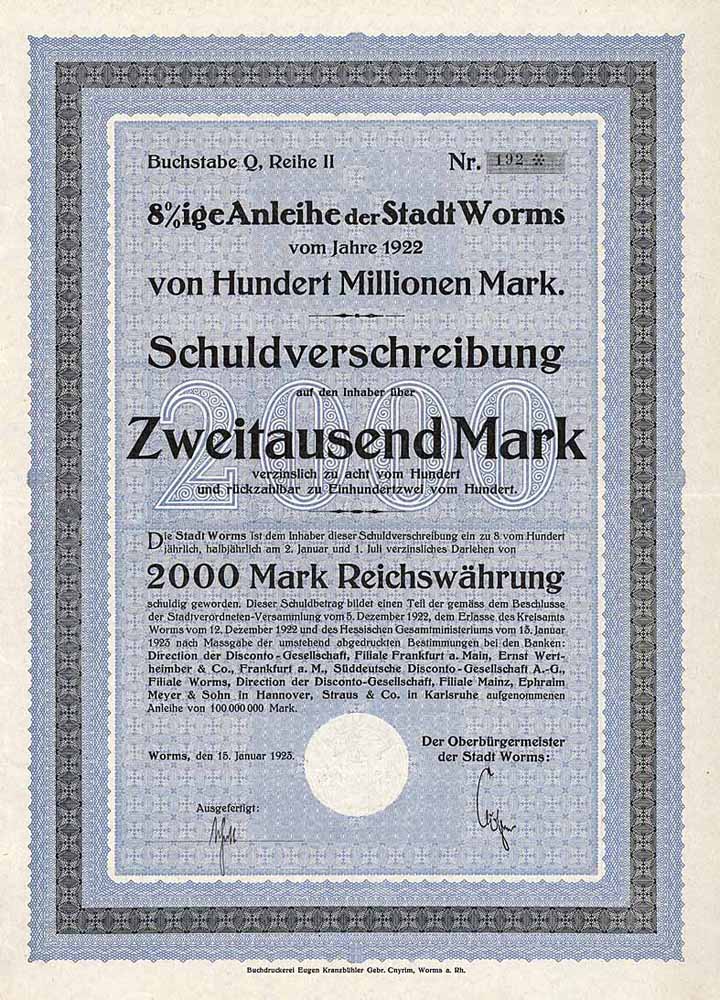 Buchstabe Q, Reihe II Nr. 192 *
8%ige Anleihe der Stadt Worms
vom Jahre 1922
von Hundert Millionen Mark.
Schuldverschreibung
auf den Inhaber über
2000
Zweitausend Mark
verzinslich zu acht vom Hundert
und rückzahlbar zu Einhundertzwei vom Hundert.
Die Stadt Worms ist dem Inhaber dieser Schuldverschreibung ein zu 8 vom Hundert
jährlich, halbjährlich am 2. Januar und 1. Juli verzinsliches Darlehen von
2000 Mark Reichswährung
schuldig geworden. Dieser Schuldbetrag bildet einen Teil der gemäss dem Beschlusse
der Stadtverordneten-Versammlung vom 5. Dezember 1922, dem Erlasse des Kreisamts
Worms vom 12. Dezember 1922 und des Hessischen Gesamtministeriums vom 13. Januar
1923 nach Massgabe der umstehend abgedruckten Bestimmungen bei den Banken:
Direction der Disconto-Gesellschaft, Filiale Frankfurt a. Main, Ernst Wert-
heimber & Co., Frankfurt a. M., Süddeutsche Disconto-Gesellschaft A.-G.,
Filiale Worms, Direction der Disconto-Gesellschaft, Filiale Mainz, Ephraim
Meyer & Sohn in Hannover, Straus & Co. in Karlsruhe aufgenommenen
Anleihe von 100 000 000 Mark.
Worms, den 15. Januar 1923.
Der Oberbürgermeister
der Stadt Worms:
Ausgefertigt:
Buchdruckerei Eugen Kranzbühler Gebr. Cnyrim, Worms a. Rh.